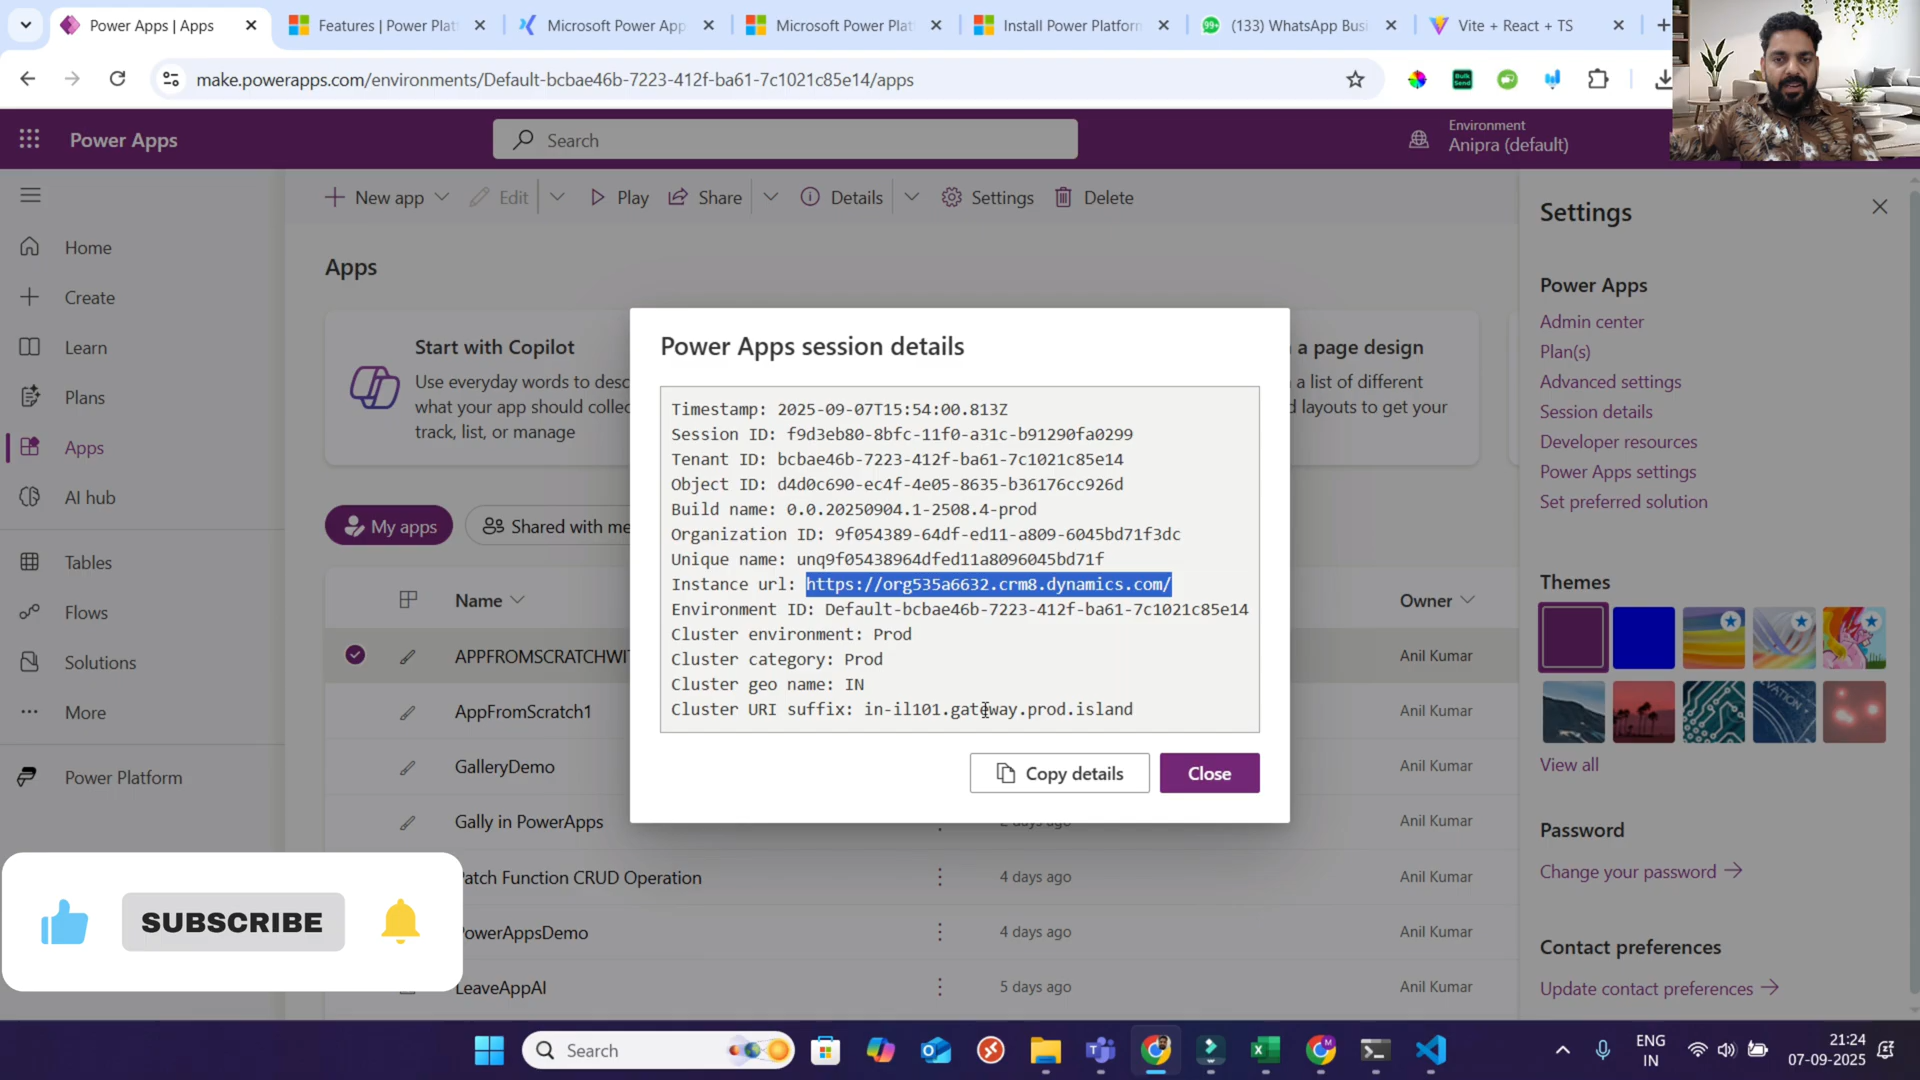 Power Apps | Apps
Features | Power Plat
Microsoft Power App
Microsoft Power Plat
Install Power Platform
(133) WhatsApp Busi
Vite + React + TS
make.powerapps.com/environments/Default-bcbae46b-7223-412f-ba61-7c1021c85e14/apps
Power Apps
Search
Environment
Anipra (default)
New app
Edit
Play
Share
Details
Settings
Delete
Home
Create
Learn
Plans
Apps
AI hub
Tables
Flows
Solutions
More
Power Platform
Apps
Start with Copilot
Use everyday words to desc
what your app should collec
track, list, or manage
a page design
a list of different
d layouts to get your
My apps
Shared with me
Name
Owner
APPFROMSCRATCHWIT
Anil Kumar
AppFromScratch1
Anil Kumar
GalleryDemo
Anil Kumar
Gally in PowerApps
2 days ago
Anil Kumar
atch Function CRUD Operation
4 days ago
Anil Kumar
owerAppsDemo
4 days ago
Anil Kumar
LeaveAppAI
5 days ago
Anil Kumar
Power Apps session details
Timestamp: 2025-09-07T15:54:00.813Z
Session ID: f9d3eb80-8bfc-11f0-a31c-b91290fa0299
Tenant ID: bcbae46b-7223-412f-ba61-7c1021c85e14
Object ID: d4d0c690-ec4f-4e05-8635-b36176cc926d
Build name: 0.0.20250904.1-2508.4-prod
Organization ID: 9f054389-64df-ed11-a809-6045bd71f3dc
Unique name: unq9f05438964dfed11a8096045bd71f
Instance url: https://org535a6632.crm8.dynamics.com/
Environment ID: Default-bcbae46b-7223-412f-ba61-7c1021c85e14
Cluster environment: Prod
Cluster category: Prod
Cluster geo name: IN
Cluster URI suffix: in-il101.gateway.prod.island
Copy details
Close
Settings
Power Apps
Admin center
Plan(s)
Advanced settings
Session details
Developer resources
Power Apps settings
Set preferred solution
Themes
View all
Password
Change your password
Contact preferences
Update contact preferences
SUBSCRIBE
Search
ENG
IN
21:24
07-09-2025